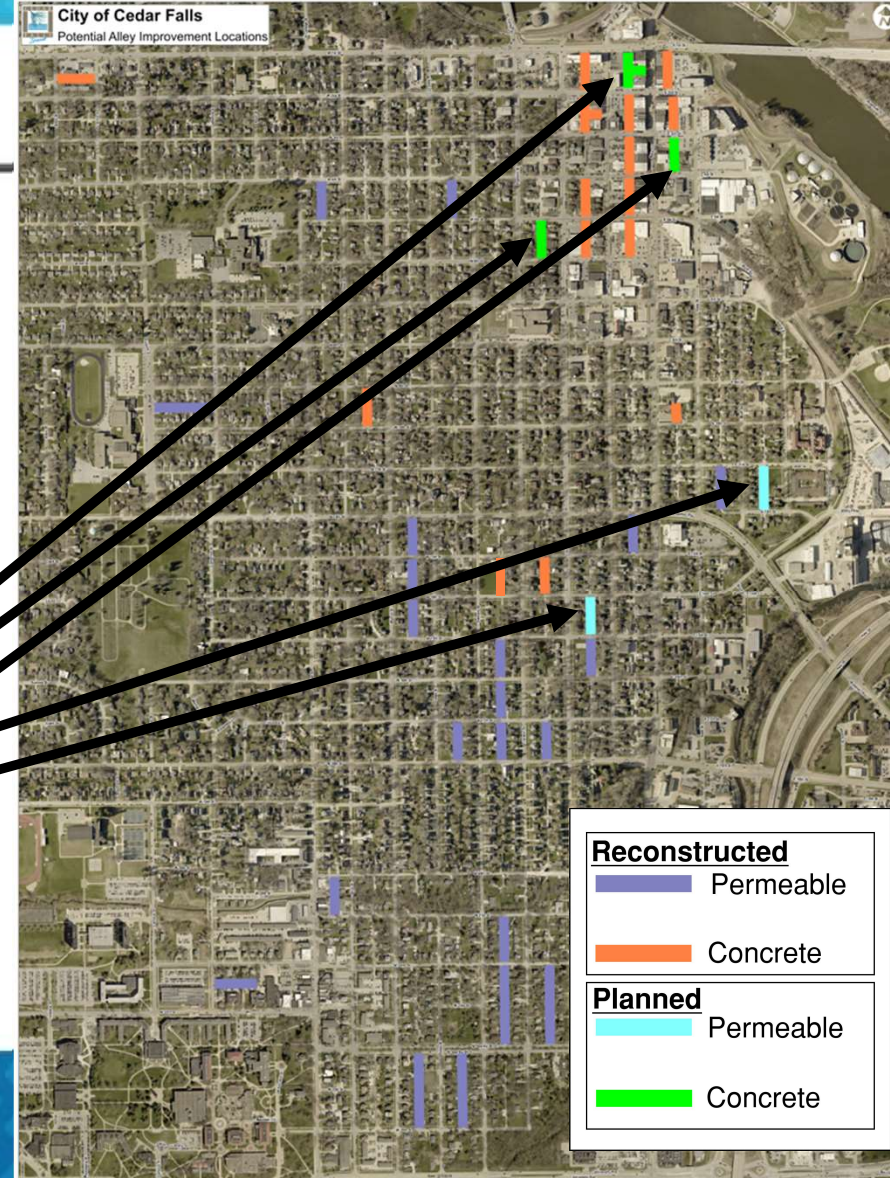 City of Cedar Falls
Potential Alley Improvement Locations
Reconstructed
Permeable
Concrete
Planned
Permeable
Concrete